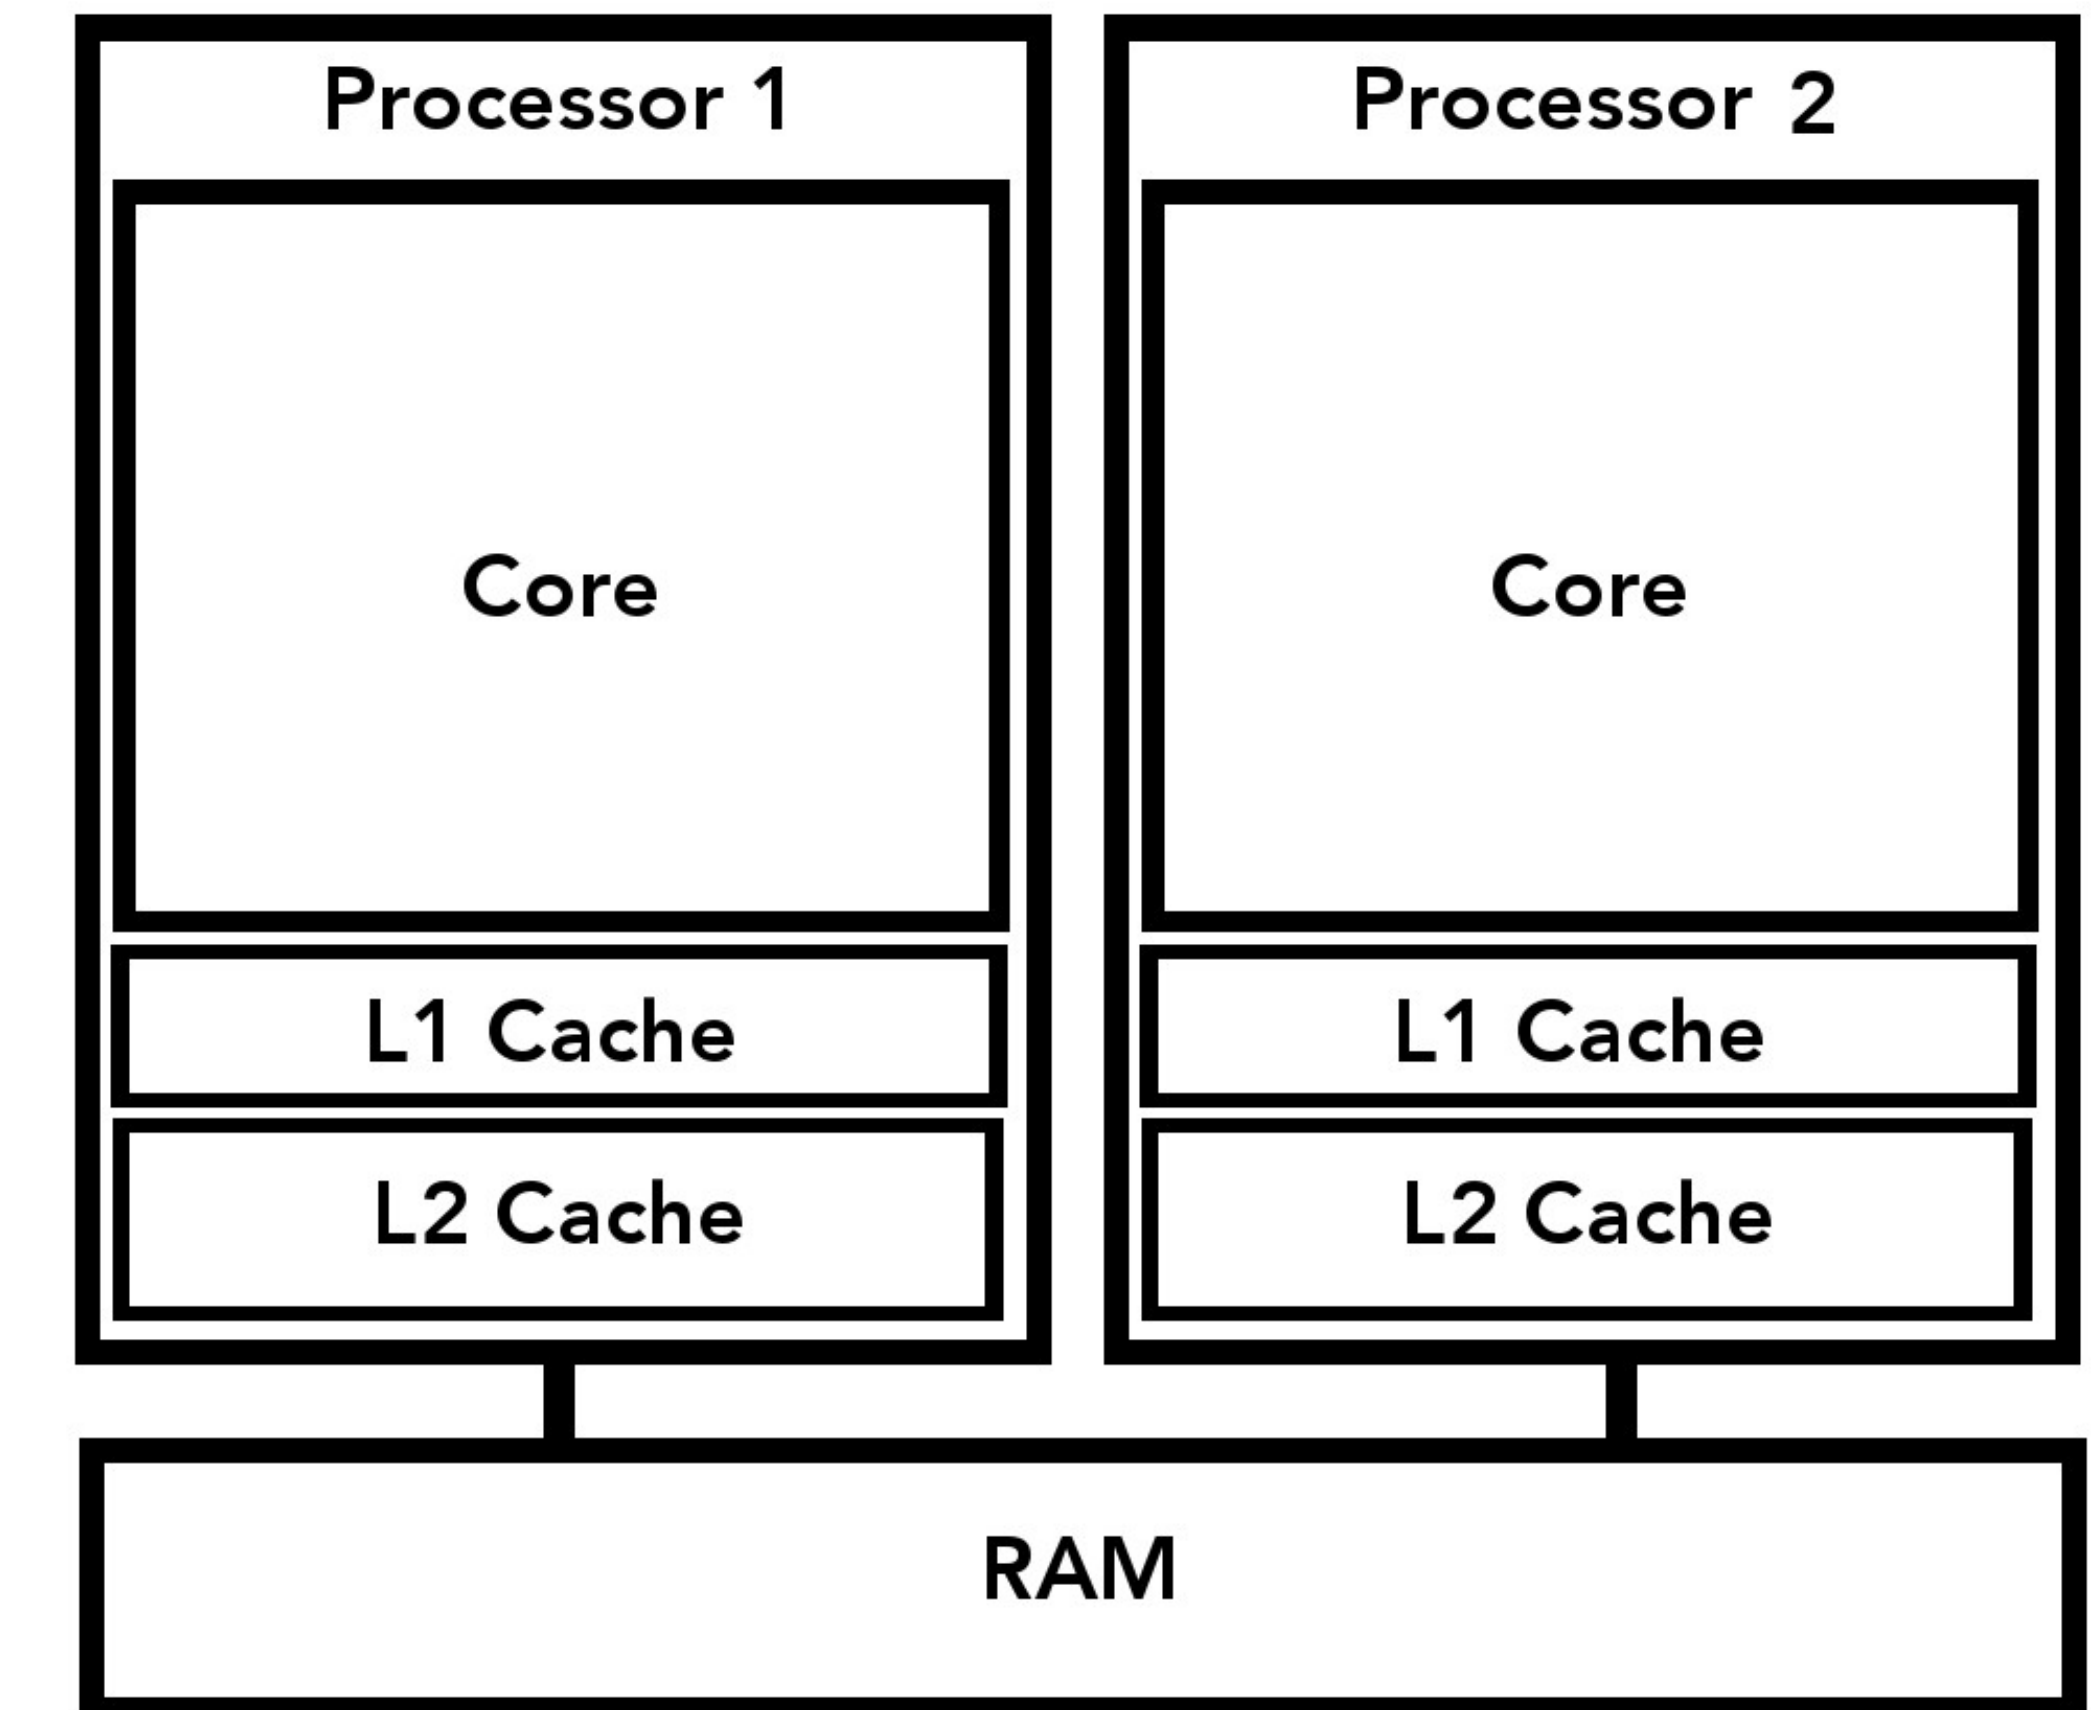 Processor 1
Core
L1 Cache
L2 Cache
Processor 2
Core
L1 Cache
L2 Cache
RAM